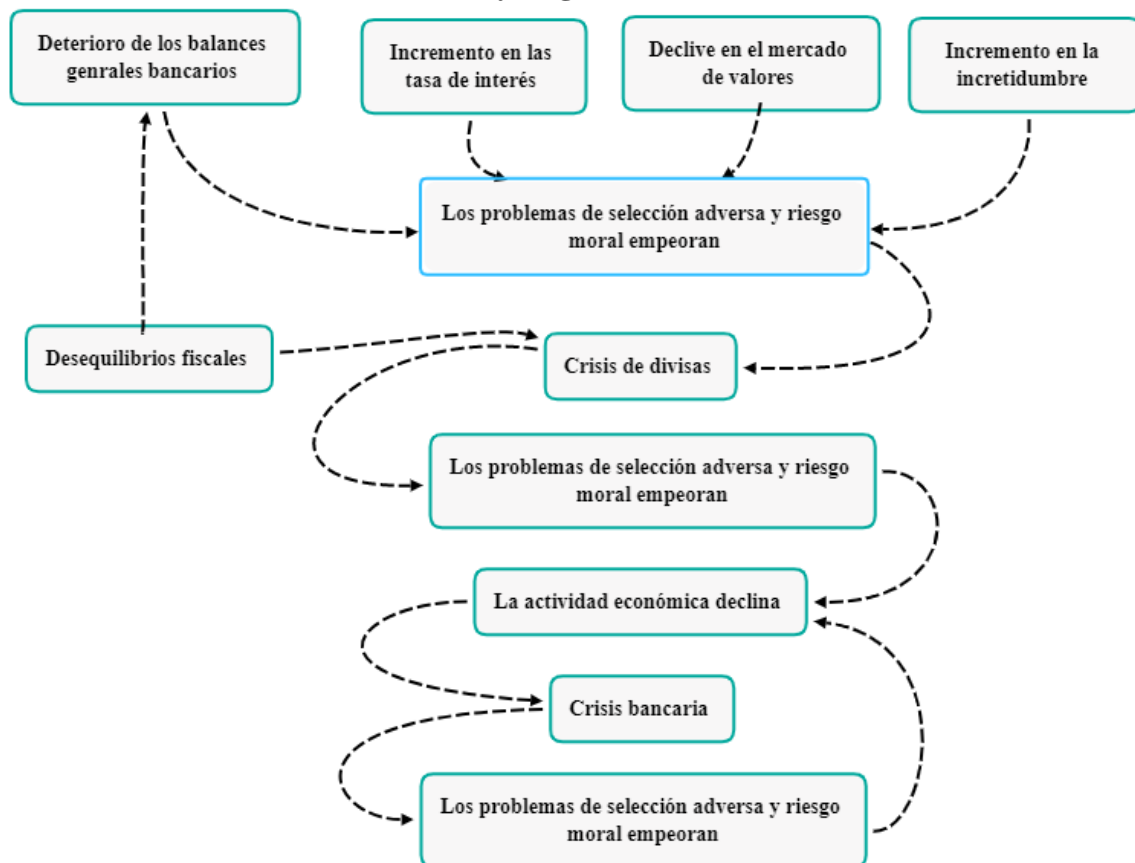 Deterioro de los balances
genrales bancarios
Incremento en las
tasa de interés
Declive en el mercado
de valores
Incremento en la
incretidumbre
Los problemas de selección adversa y riesgo
moral empeoran
Desequilibrios fiscales
Crisis de divisas
Los problemas de selección adversa y riesgo
moral empeoran
La actividad económica declina
Crisis bancaria
Los problemas de selección adversa y riesgo
moral empeoran